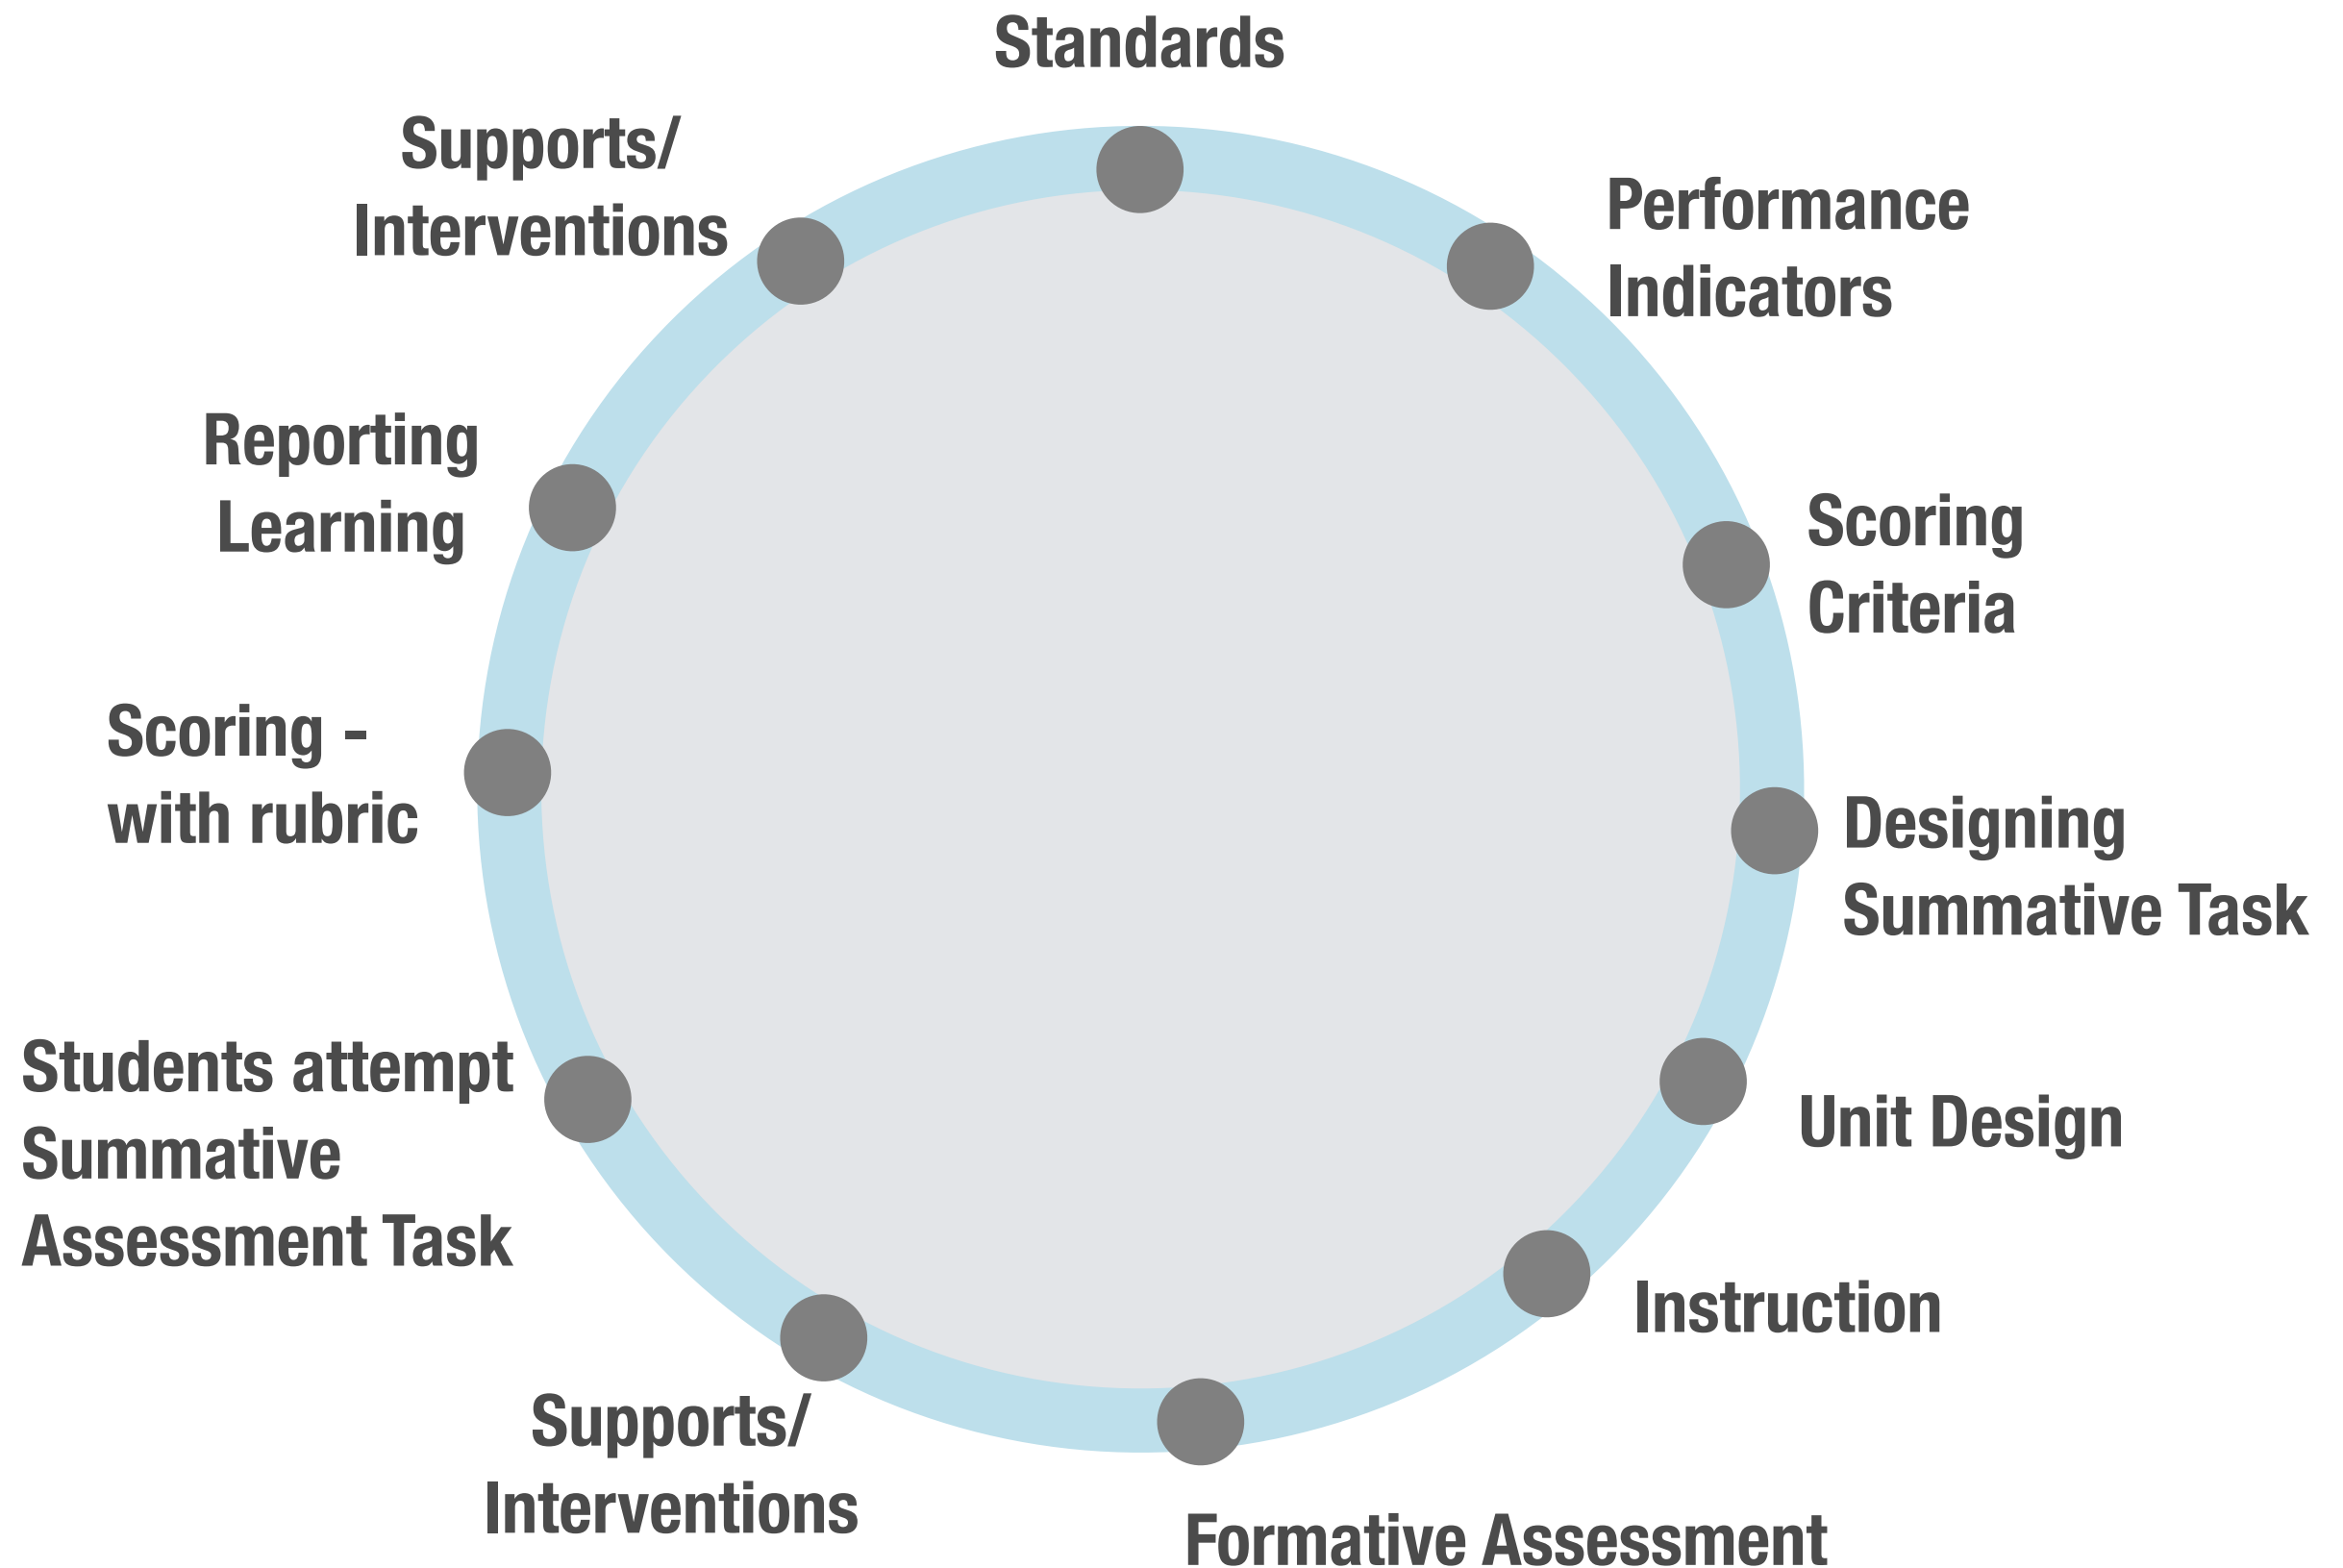 Standards
Performance
Indicators
Scoring
Criteria
Designing
Summative Task
Unit Design
Instruction
Formative Assessment
Supports/
Interventions
Students attempt
Summative
Assessment Task
Scoring -
with rubric
Reporting
Learning
Supports/
Interventions